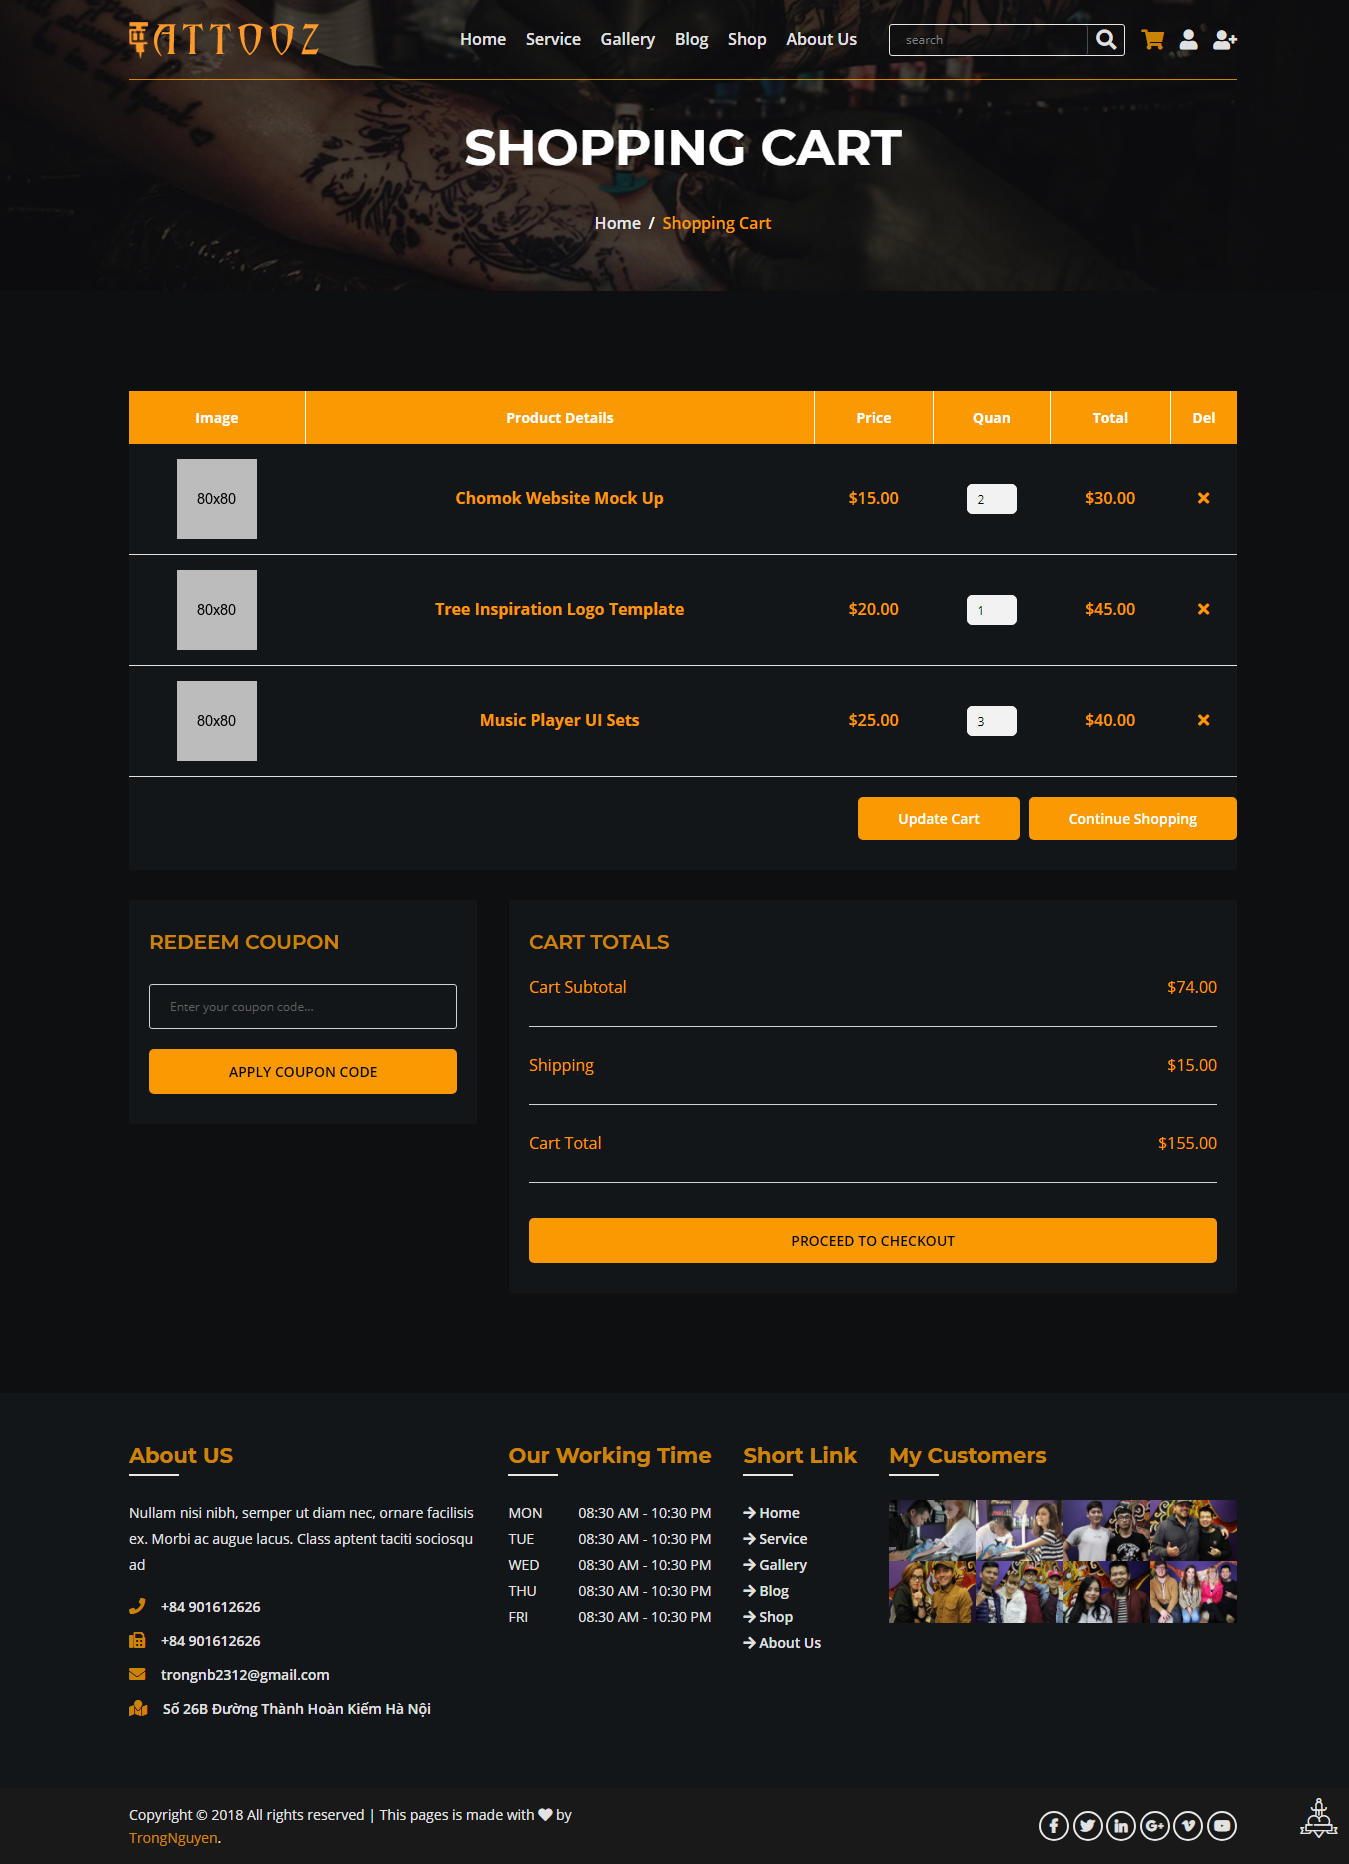 TATTOOZ
Home Service Gallery Blog Shop About Us search
SHOPPING CART
Home / Shopping Cart
Image Product Details Price Quan Total Del
80x80 Chomok Website Mock Up $15.00 2 $30.00
80x80 Tree Inspiration Logo Template $20.00 1 $45.00
80x80 Music Player UI Sets $25.00 3 $40.00
Update Cart Continue Shopping
REDEEM COUPON
Enter your coupon code...
APPLY COUPON CODE
CART TOTALS
Cart Subtotal $74.00
Shipping $15.00
Cart Total $155.00
PROCEED TO CHECKOUT
About US
Nullam nisi nibh, semper ut diam nec, ornare facilisis
ex. Morbi ac augue lacus. Class aptent taciti sociosqu
ad
+84 901612626
+84 901612626
trongnb2312@gmail.com
Số 26B Đường Thành Hoàn Kiếm Hà Nội
Our Working Time
MON 08:30 AM - 10:30 PM
TUE 08:30 AM - 10:30 PM
WED 08:30 AM - 10:30 PM
THU 08:30 AM - 10:30 PM
FRI 08:30 AM - 10:30 PM
Short Link
Home
Service
Gallery
Blog
Shop
About Us
My Customers
Copyright © 2018 All rights reserved | This pages is made with by
TrongNguyen.